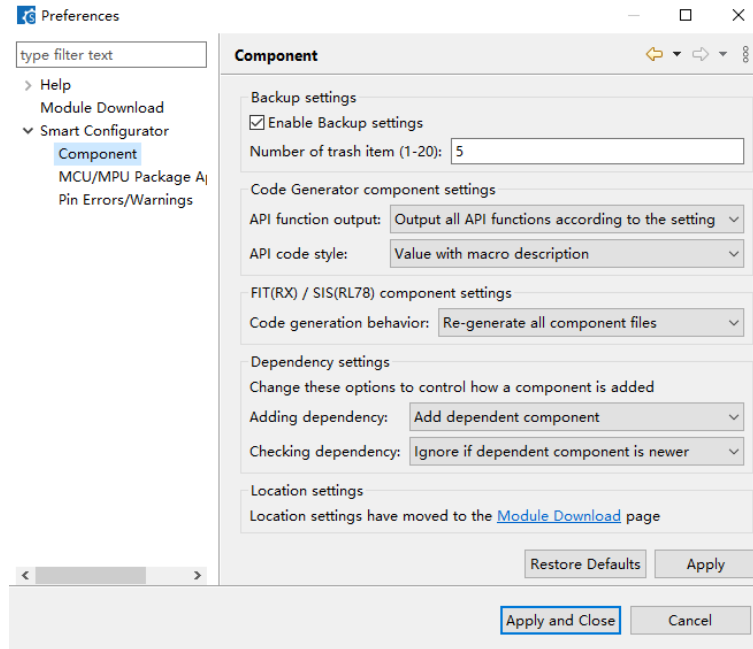 Preferences
type filter text
Help
Module Download
Smart Configurator
Component
MCU/MPU Package A
Pin Errors/Warnings
Component
Backup settings
Enable Backup settings
Number of trash item (1-20): 5
Code Generator component settings
API function output: Output all API functions according to the setting
API code style: Value with macro description
FIT(RX) / SIS(RL78) component settings
Code generation behavior: Re-generate all component files
Dependency settings
Change these options to control how a component is added
Adding dependency: Add dependent component
Checking dependency: Ignore if dependent component is newer
Location settings
Location settings have moved to the Module Download page
Restore Defaults Apply
Apply and Close Cancel